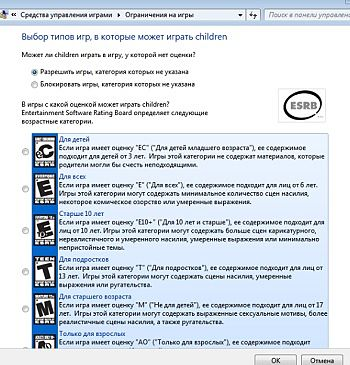 Средства управления играми
Ограничения на игры
Поиск в панели управлен
Выбор типов игр, в которые может играть children
Может ли children играть в игру, у которой нет оценки?
Разрешить игры, категория которых не указана
Блокировать игры, категория которых не указана
В игры с какой оценкой может играть children?
Entertainment Software Rating Board определяет следующие
возрастные категории.
ESRB
Для детей
Если игра имеет оценку "EC" ("Для детей младшего возраста"), ее содержимое
подходит для детей от 3 лет. Игры этой категории не содержат материалов, которые
родители могли бы счесть неподходящими.
eC
Для всех
Если игра имеет оценку "E" ("Для всех"), ее содержимое подходит для лиц от 6 лет.
Игры этой категории могут содержать минимальное количество сцен насилия,
некоторое комическое озорство или умеренные выражения.
E
Старше 10 лет
Если игра имеет оценку "E10+" ("Для 10 лет и старше"), ее содержимое подходит для
лиц от 10 лет. Игры этой категории могут содержать больше сцен карикатурного,
нереалистичного и умеренного насилия, умеренные выражения или минимально
непристойные темы.
Для подростков
Если игра имеет оценку "T" ("Для подростков"), ее содержимое подходит для лиц от
13 лет. Игры этой категории могут содержать сцены насилия, умеренные
выражения или ругательства.
TEEN
T
Для старшего возраста
Если игра имеет оценку "M" ("Не для детей"), ее содержимое подходит для лиц от 17
лет. Игры этой категории могут содержать выраженные сексуальные мотивы, более
реалистичные сцены насилия, а также ругательства.
M
Только для взрослых
Если игра имеет оценку "AO" ("Только для взрослых"), ее содержимое подходит для
OK
Отмена